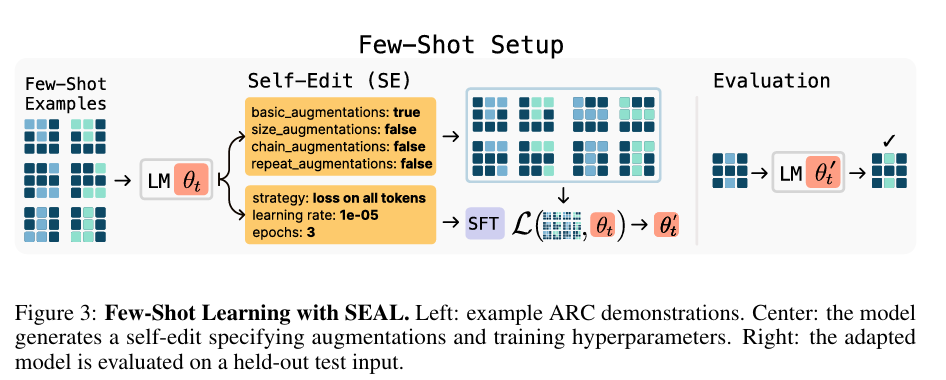 Few-Shot Setup
Few-Shot
Examples
Self-Edit (SE)
Evaluation
basic_augmentations: true
size_augmentations: false
chain_augmentations: false
repeat_augmentations: false
LM θt
strategy: loss on all tokens
learning rate: 1e-05
epochs: 3
SFT
ℒ( , θt) → θt′
LM θt′
✓
Figure 3: Few-Shot Learning with SEAL. Left: example ARC demonstrations. Center: the model
generates a self-edit specifying augmentations and training hyperparameters. Right: the adapted
model is evaluated on a held-out test input.